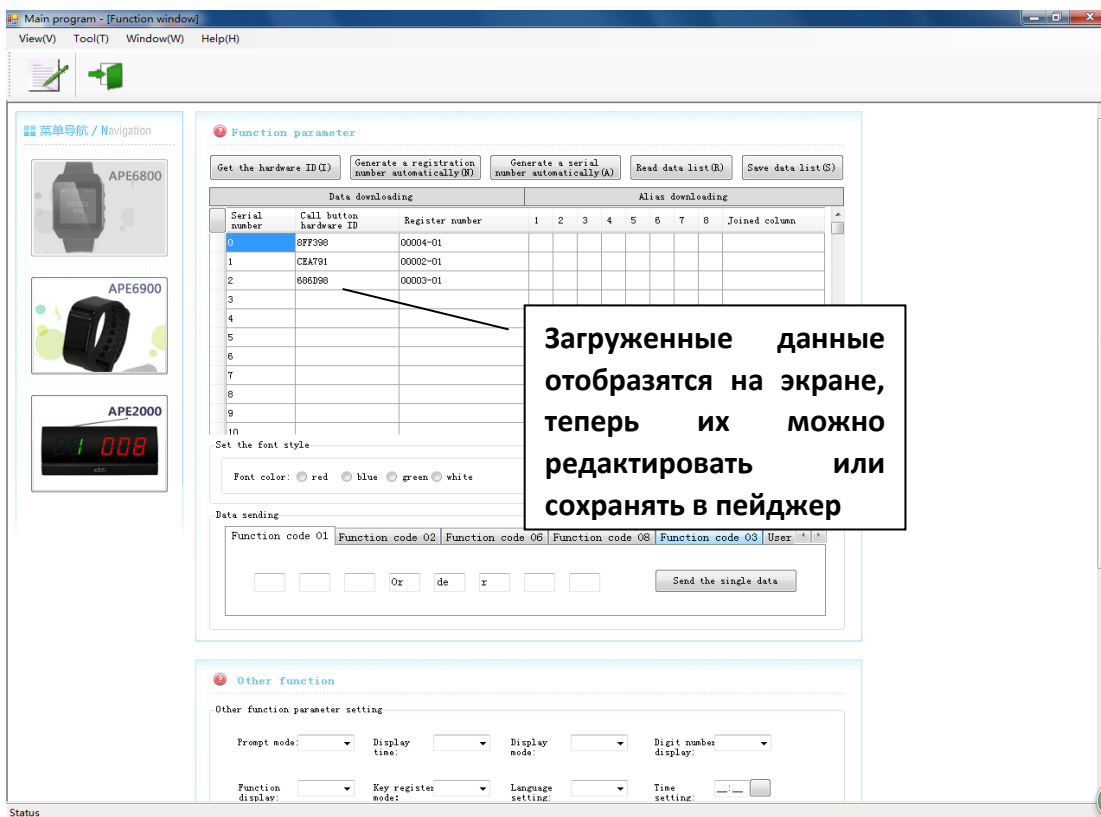 Main program - [Function window]
View(V) Tool(T) Window(W) Help(H)
菜单导航 / Navigation
APE6800
APE6900
APE2000
1 008
Function parameter
Get the hardware ID(I) Generate a registration number automatically(N) Generate a serial number automatically(A) Read data list(R) Save data list(S)
Data downloading Alias downloading
Serial number Call button hardware ID Register number 1 2 3 4 5 6 7 8 Joined column
0 8FF398 00004-01
1 CEA791 00002-01
2 686D98 00003-01
3
4
5
6
7
8
9
10
Загруженные данные
отобразятся на экране,
теперь их можно
редактировать или
сохранять в пейджер
Set the font style
Font color: red blue green white
Data sending
Function code 01 Function code 02 Function code 06 Function code 08 Function code 03 User
Or de r Send the single data
Other function
Other function parameter setting
Prompt mode: Display time: Display mode: Digit number display:
Function display: Key register mode: Language setting: Time setting: __:__
Status